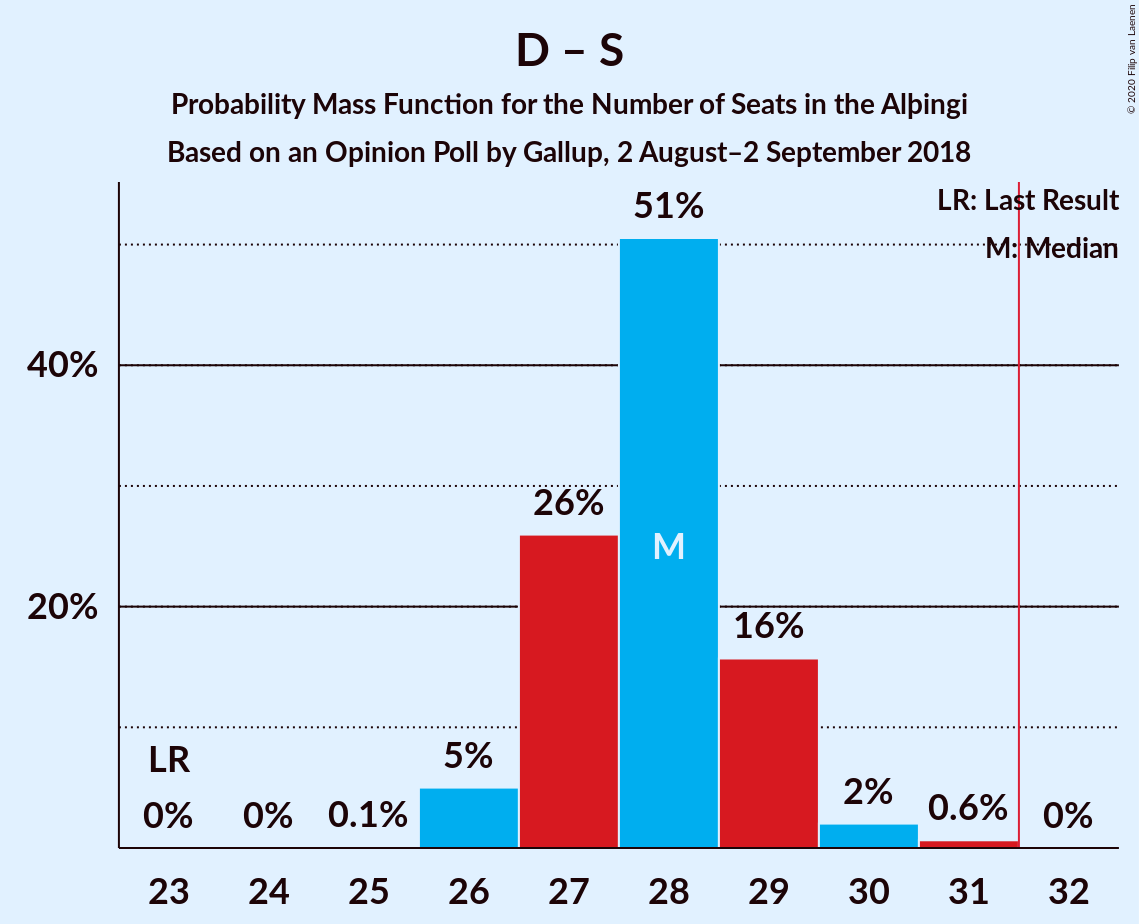 D – S
Probability Mass Function for the Number of Seats in the Alþingi
Based on an Opinion Poll by Gallup, 2 August–2 September 2018
© 2020 Filip van Laenen
LR: Last Result
M: Median
51%
40%
26%
M
20%
16%
LR
5%
2%
0.6%
0%
0%
0.1%
0%
23
24
25
26
27
28
29
30
31
32